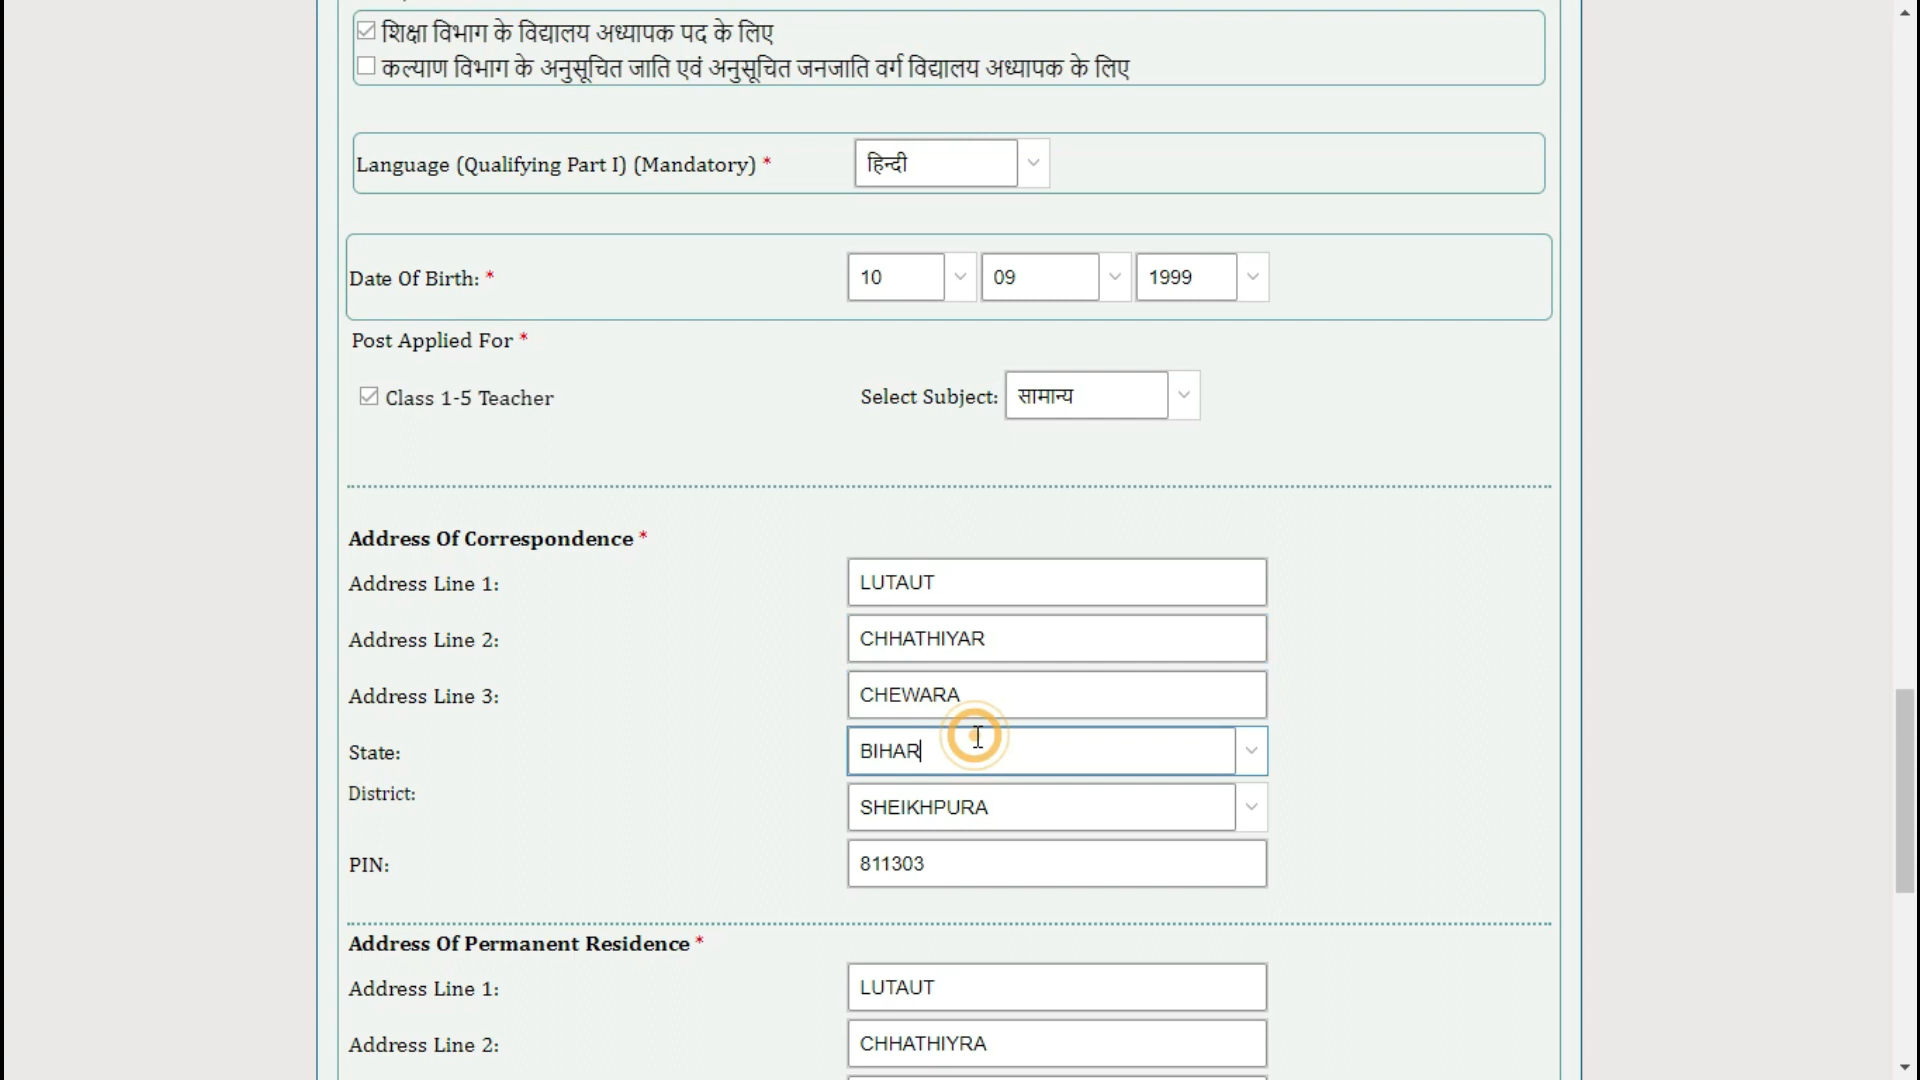 शिक्षा विभाग के विद्यालय अध्यापक पद के लिए
कल्याण विभाग के अनुसूचित जाति एवं अनुसूचित जनजाति वर्ग विद्यालय अध्यापक के लिए
Language (Qualifying Part I) (Mandatory) * हिन्दी
Date Of Birth: * 10 09 1999
Post Applied For *
Class 1-5 Teacher Select Subject: सामान्य
Address Of Correspondence *
Address Line 1: LUTAUT
Address Line 2: CHHATHIYAR
Address Line 3: CHEWARA
State: BIHAR
District: SHEIKHPURA
PIN: 811303
Address Of Permanent Residence *
Address Line 1: LUTAUT
Address Line 2: CHHATHIYRA